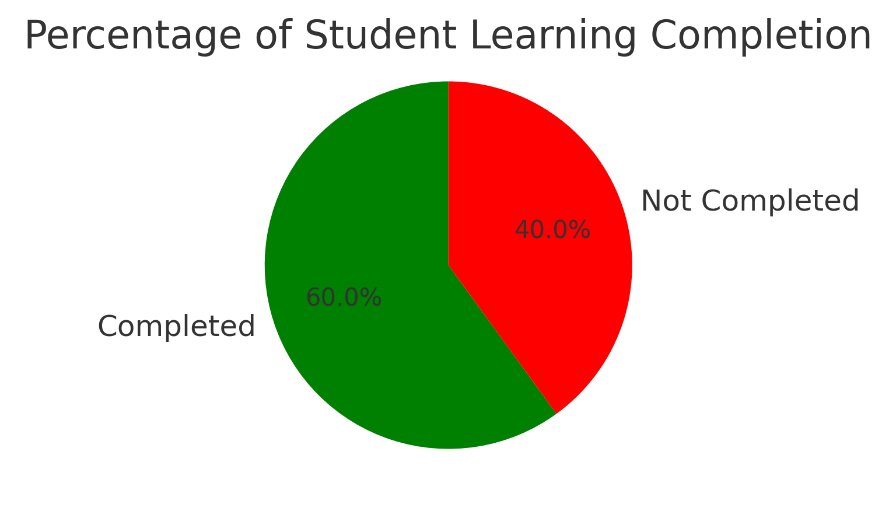 Percentage of Student Learning Completion
Not Completed
40.0%
60.0%
Completed